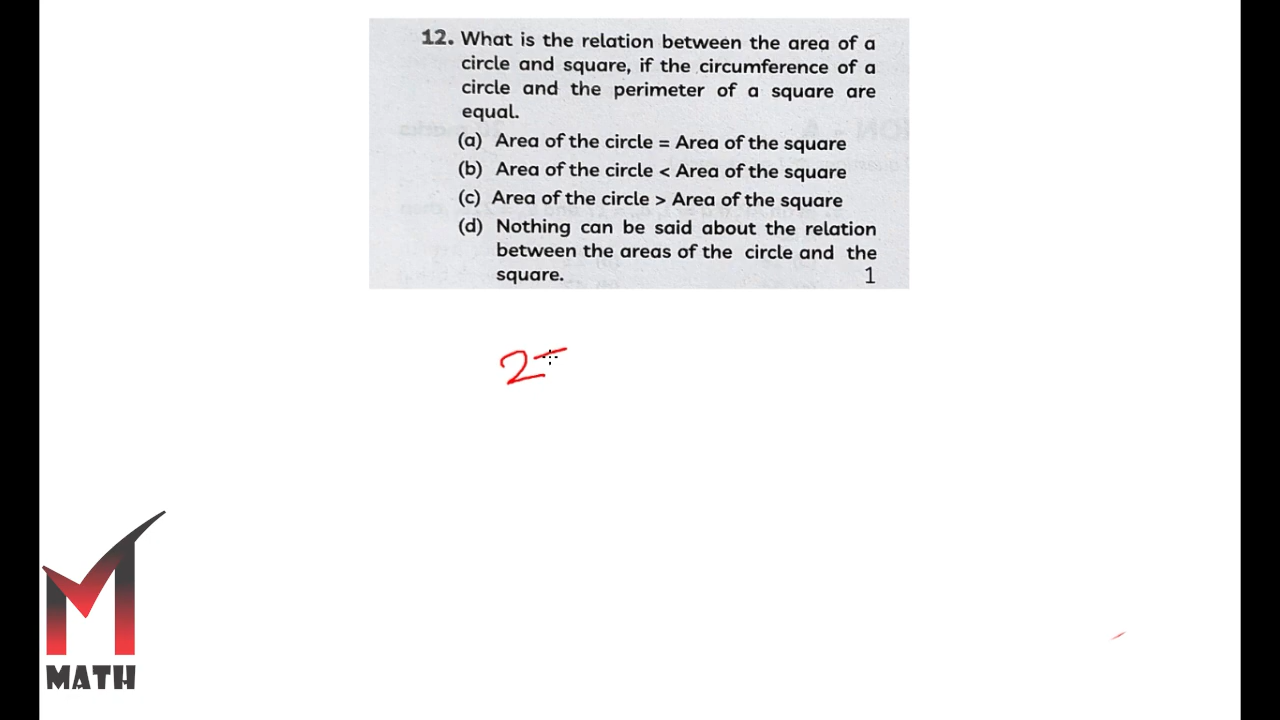 12. What is the relation between the area of a
circle and square, if the circumference of a
circle and the perimeter of a square are
equal.
(a) Area of the circle = Area of the square
(b) Area of the circle < Area of the square
(c) Area of the circle > Area of the square
(d) Nothing can be said about the relation
between the areas of the circle and the
square. 1
2
MATH